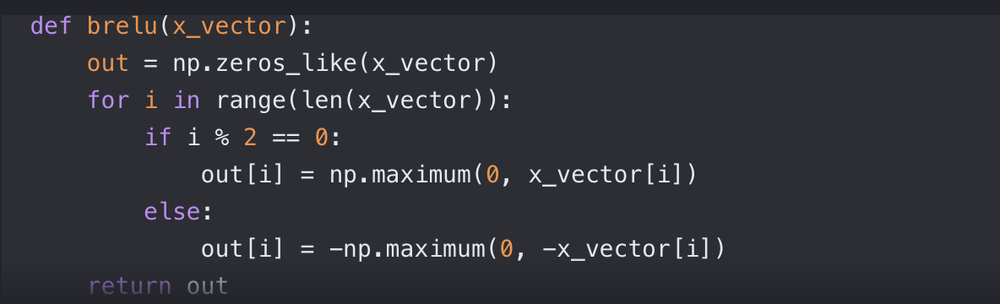 def brelu(x_vector):
    out = np.zeros_like(x_vector)
    for i in range(len(x_vector)):
        if i % 2 == 0:
            out[i] = np.maximum(0, x_vector[i])
        else:
            out[i] = -np.maximum(0, -x_vector[i])
    return out